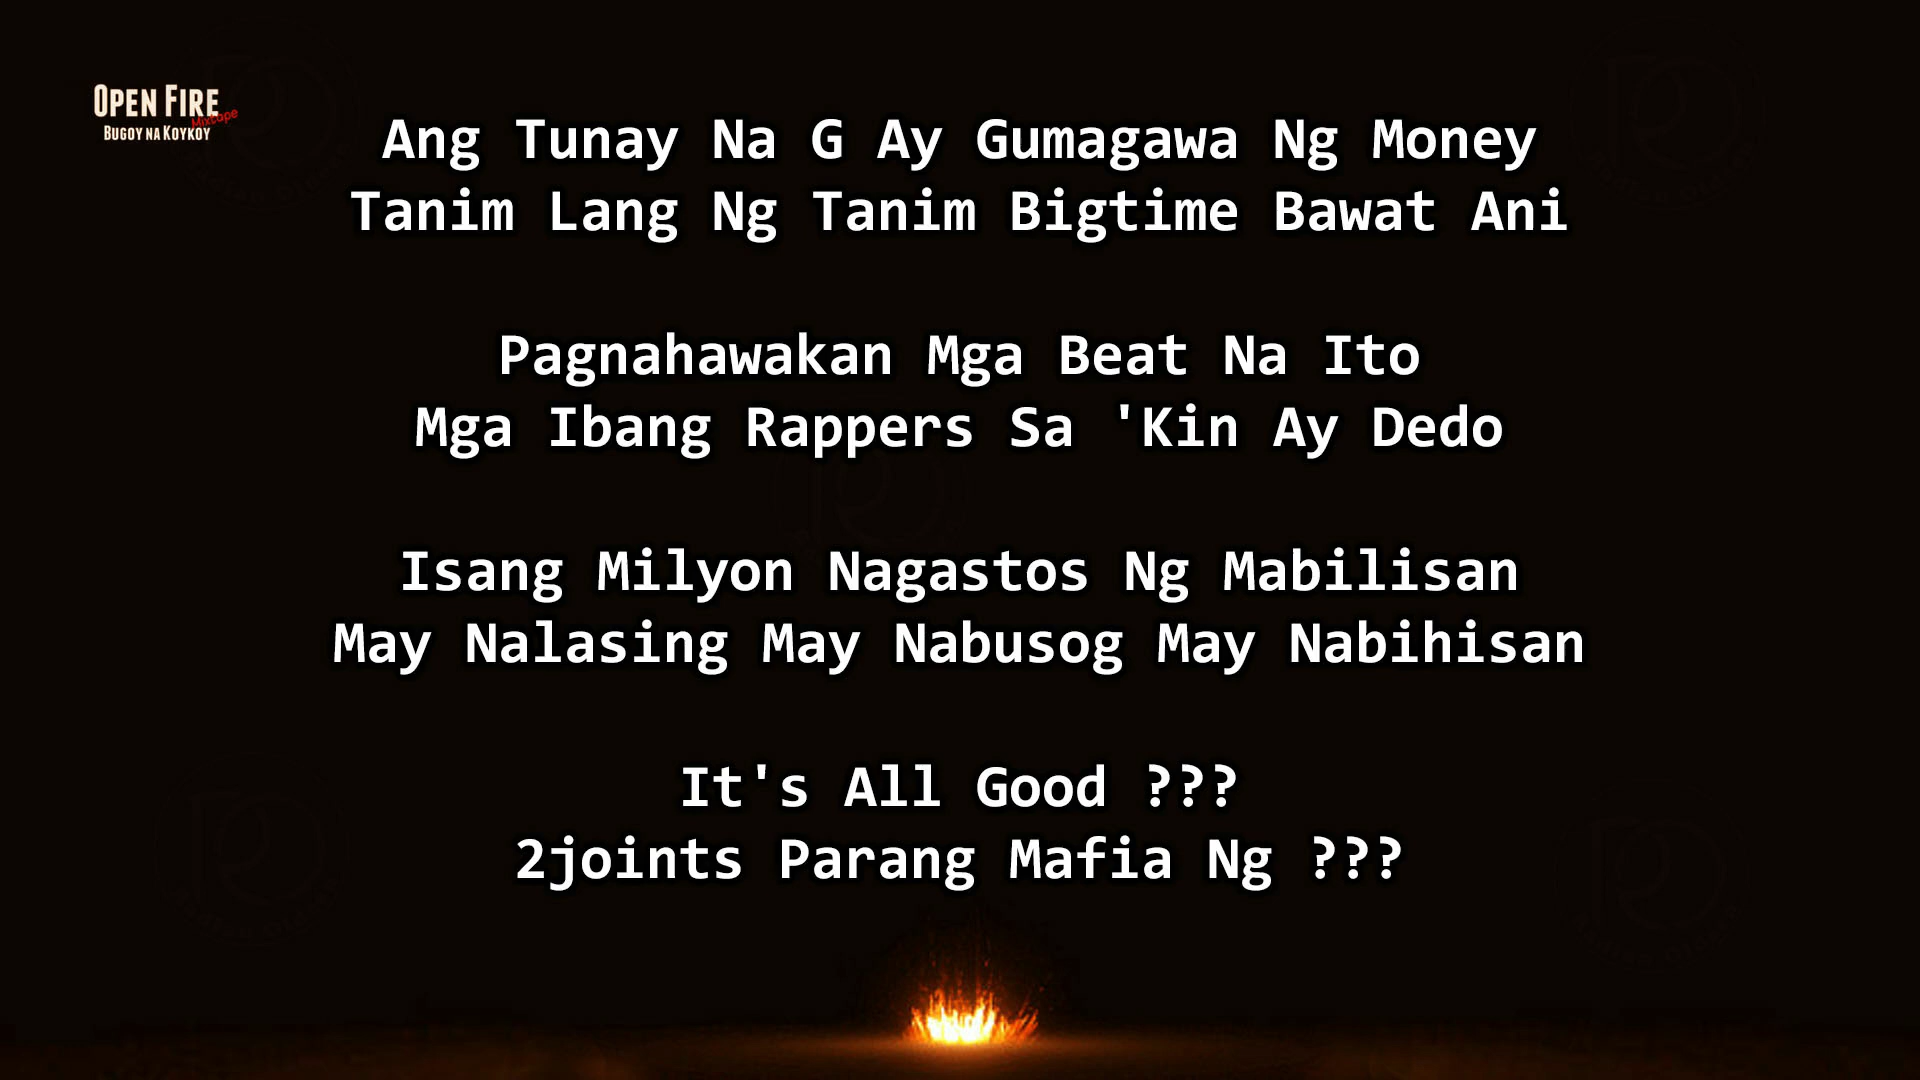 OPEN FIRE
Mixtape
BUGOY NA KOYKOY
Ang Tunay Na G Ay Gumagawa Ng Money
Tanim Lang Ng Tanim Bigtime Bawat Ani
Pagnahawakan Mga Beat Na Ito
Mga Ibang Rappers Sa 'Kin Ay Dedo
Isang Milyon Nagastos Ng Mabilisan
May Nalasing May Nabusog May Nabihisan
It's All Good ???
2joints Parang Mafia Ng ???